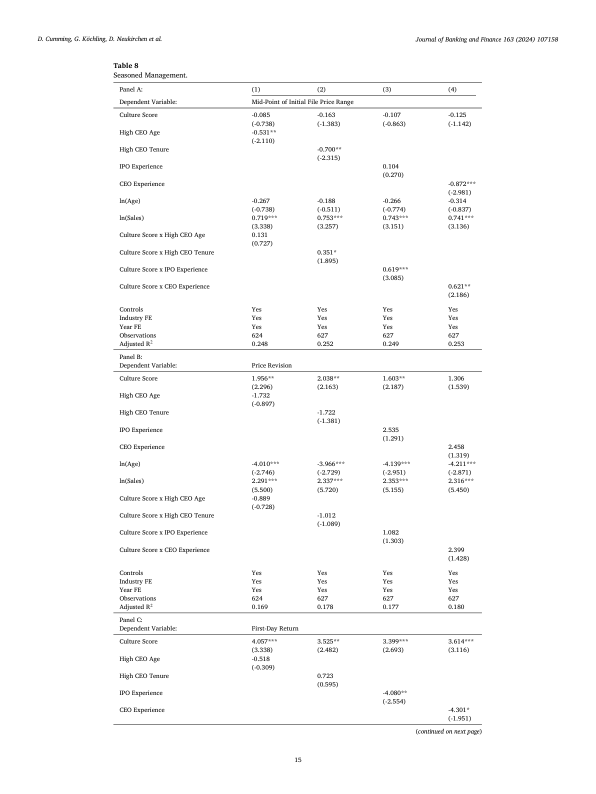 D. Cumming, G. Köchling, D. Neukirchen et al. Journal of Banking and Finance 163 (2024) 107158
Table 8
Seasoned Management.
Panel A: (1) (2) (3) (4)
Dependent Variable: Mid-Point of Initial File Price Range
Culture Score -0.085 -0.163 -0.107 -0.125
(-0.738) (-1.383) (-0.863) (-1.142)
High CEO Age -0.531**
(-2.110)
High CEO Tenure -0.700**
(-2.315)
IPO Experience 0.104
(0.270)
CEO Experience -0.872***
(-2.981)
ln(Age) -0.267 -0.188 -0.266 -0.314
(-0.738) (-0.511) (-0.774) (-0.837)
ln(Sales) 0.719*** 0.753*** 0.743*** 0.741***
(3.338) (3.257) (3.151) (3.136)
Culture Score x High CEO Age 0.131
(0.727)
Culture Score x High CEO Tenure 0.351*
(1.895)
Culture Score x IPO Experience 0.619***
(3.085)
Culture Score x CEO Experience 0.621**
(2.186)
Controls Yes Yes Yes Yes
Industry FE Yes Yes Yes Yes
Year FE Yes Yes Yes Yes
Observations 624 627 627 627
Adjusted R² 0.248 0.252 0.249 0.253
Panel B:
Dependent Variable: Price Revision
Culture Score 1.956** 2.038** 1.603** 1.306
(2.296) (2.163) (2.187) (1.539)
High CEO Age -1.732
(-0.897)
High CEO Tenure -1.722
(-1.381)
IPO Experience 2.535
(1.291)
CEO Experience 2.458
(1.319)
ln(Age) -4.010*** -3.966*** -4.139*** -4.211***
(-2.746) (-2.729) (-2.951) (-2.871)
ln(Sales) 2.291*** 2.337*** 2.353*** 2.316***
(5.500) (5.720) (5.155) (5.450)
Culture Score x High CEO Age -0.889
(-0.728)
Culture Score x High CEO Tenure -1.012
(-1.089)
Culture Score x IPO Experience 1.082
(1.303)
Culture Score x CEO Experience 2.399
(1.428)
Controls Yes Yes Yes Yes
Industry FE Yes Yes Yes Yes
Year FE Yes Yes Yes Yes
Observations 624 627 627 627
Adjusted R² 0.169 0.178 0.177 0.180
Panel C:
Dependent Variable: First-Day Return
Culture Score 4.057*** 3.525** 3.399*** 3.614***
(3.338) (2.482) (2.693) (3.116)
High CEO Age -0.518
(-0.309)
High CEO Tenure 0.723
(0.595)
IPO Experience -4.080**
(-2.554)
CEO Experience -4.301*
(-1.951)
(continued on next page)
15